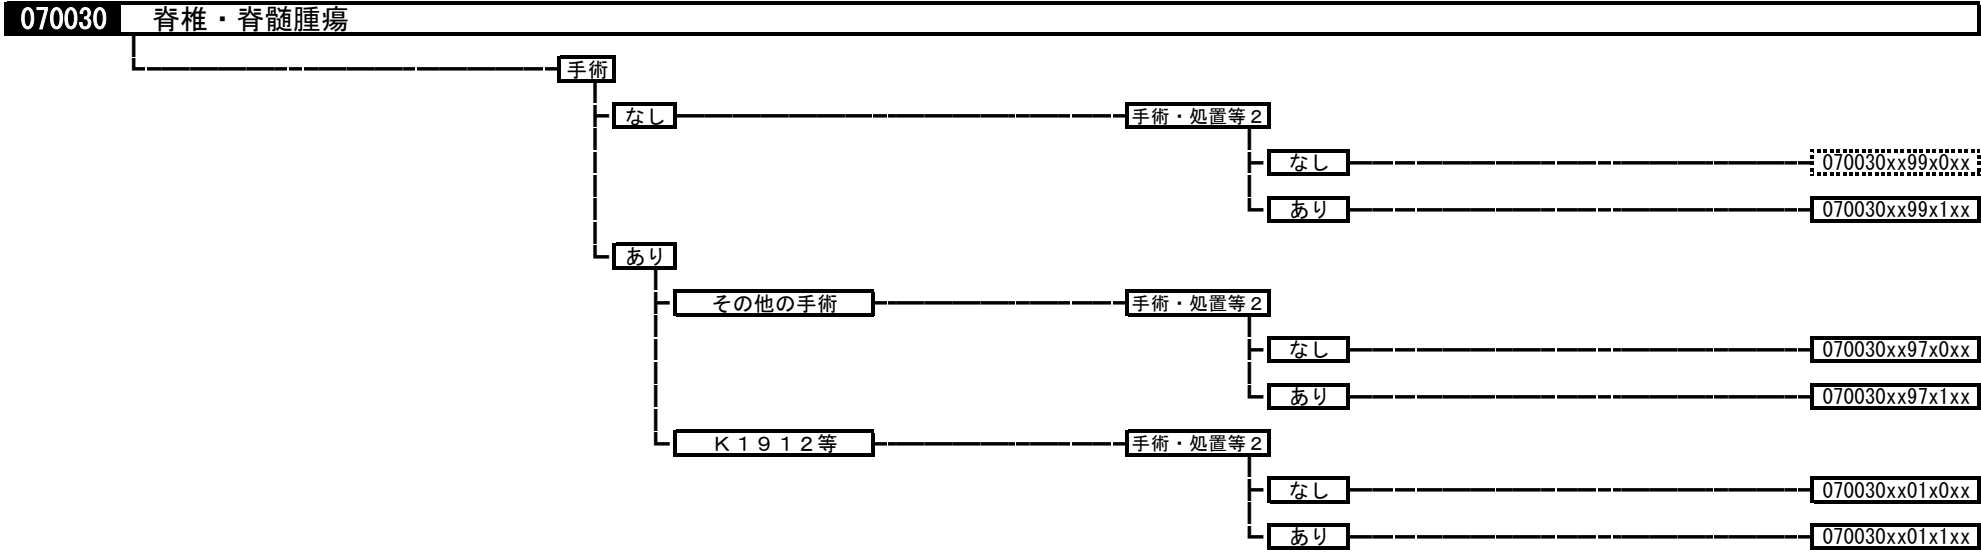 070030 脊椎・脊髄腫瘍
手術
なし 手術・処置等２
なし 070030xx99x0xx
あり 070030xx99x1xx
あり
その他の手術 手術・処置等２
なし 070030xx97x0xx
あり 070030xx97x1xx
Ｋ１９１２等 手術・処置等２
なし 070030xx01x0xx
あり 070030xx01x1xx